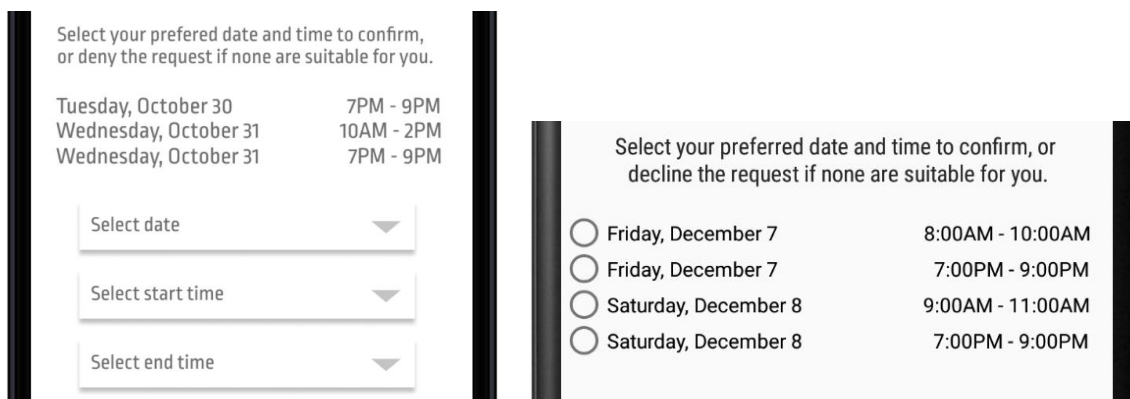 Select your prefered date and time to confirm,
or deny the request if none are suitable for you.
Tuesday, October 30 7PM - 9PM
Wednesday, October 31 10AM - 2PM
Wednesday, October 31 7PM - 9PM
Select date
Select start time
Select end time
Select your preferred date and time to confirm, or
decline the request if none are suitable for you.
Friday, December 7 8:00AM - 10:00AM
Friday, December 7 7:00PM - 9:00PM
Saturday, December 8 9:00AM - 11:00AM
Saturday, December 8 7:00PM - 9:00PM